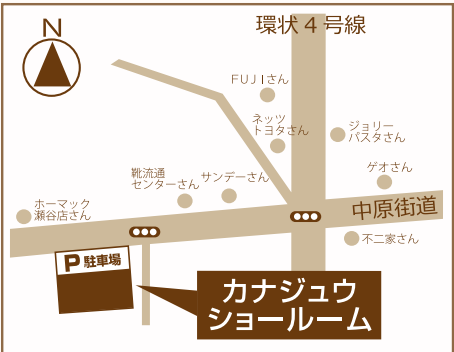 N
環状4号線
FUJIさん
ネッツ
トヨタさん
ジョリー
パスタさん
ゲオさん
靴流通
センターさん
サンデーさん
ホーマック
瀬谷店さん
中原街道
不二家さん
P 駐車場
カナジュウ
ショールーム